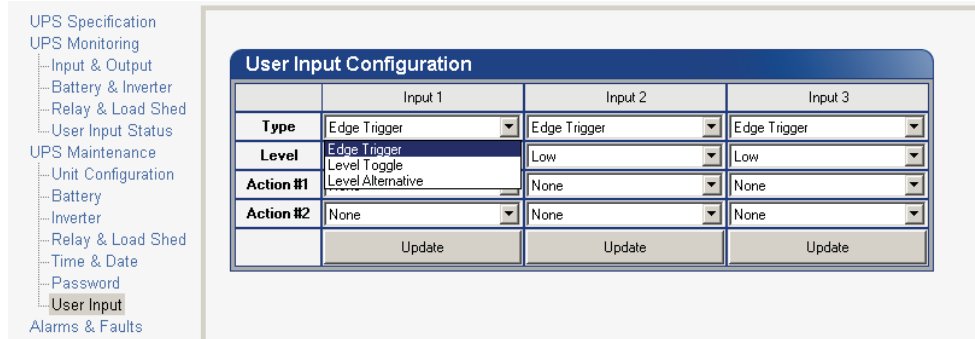 UPS Specification
UPS Monitoring
Input & Output
Battery & Inverter
Relay & Load Shed
User Input Status
UPS Maintenance
Unit Configuration
Battery
Inverter
Relay & Load Shed
Time & Date
Password
User Input
Alarms & Faults
User Input Configuration
Input 1 Input 2 Input 3
Type Edge Trigger Edge Trigger Edge Trigger
Edge Trigger
Level Toggle
Level Alternative
Level Low Low
Action #1 None None
Action #2 None None None
Update Update Update